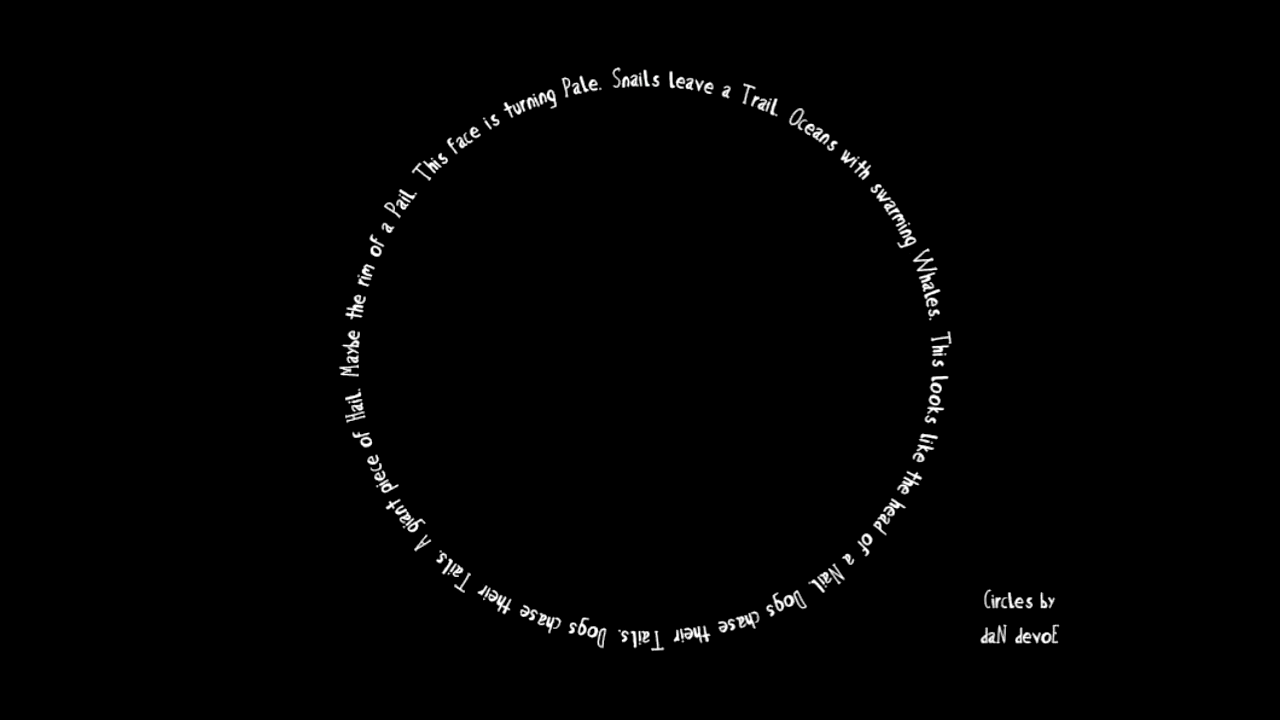 Snails leave a Trail. Oceans with swarming Whales. This looks like the head of a Nail. Dogs chase their Tails. Dogs chase their Tails. A giant piece of Hail. Maybe the rim of a Pail. This Face is turning Pale.
Circles by
daN devoE